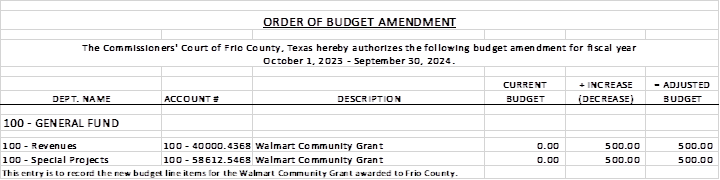 ORDER OF BUDGET AMENDMENT
The Commissioners' Court of Frio County, Texas hereby authorizes the following budget amendment for fiscal year
October 1, 2023 - September 30, 2024.
CURRENT + INCREASE = ADJUSTED
DEPT. NAME ACCOUNT # DESCRIPTION BUDGET (DECREASE) BUDGET
100 - GENERAL FUND
100 - Revenues 100 - 40000.4368 Walmart Community Grant 0.00 500.00 500.00
100 - Special Projects 100 - 58612.5468 Walmart Community Grant 0.00 500.00 500.00
This entry is to record the new budget line items for the Walmart Community Grant awarded to Frio County.